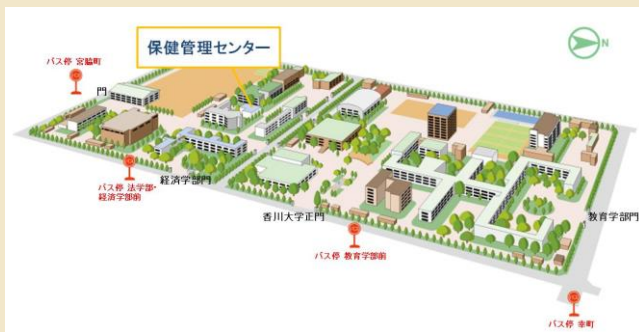 保健管理センター
N
バス停 宮脇町
門
バス停 法学部・
経済学部前
経済学部門
香川大学正門
教育学部門
バス停 教育学部前
バス停 幸町